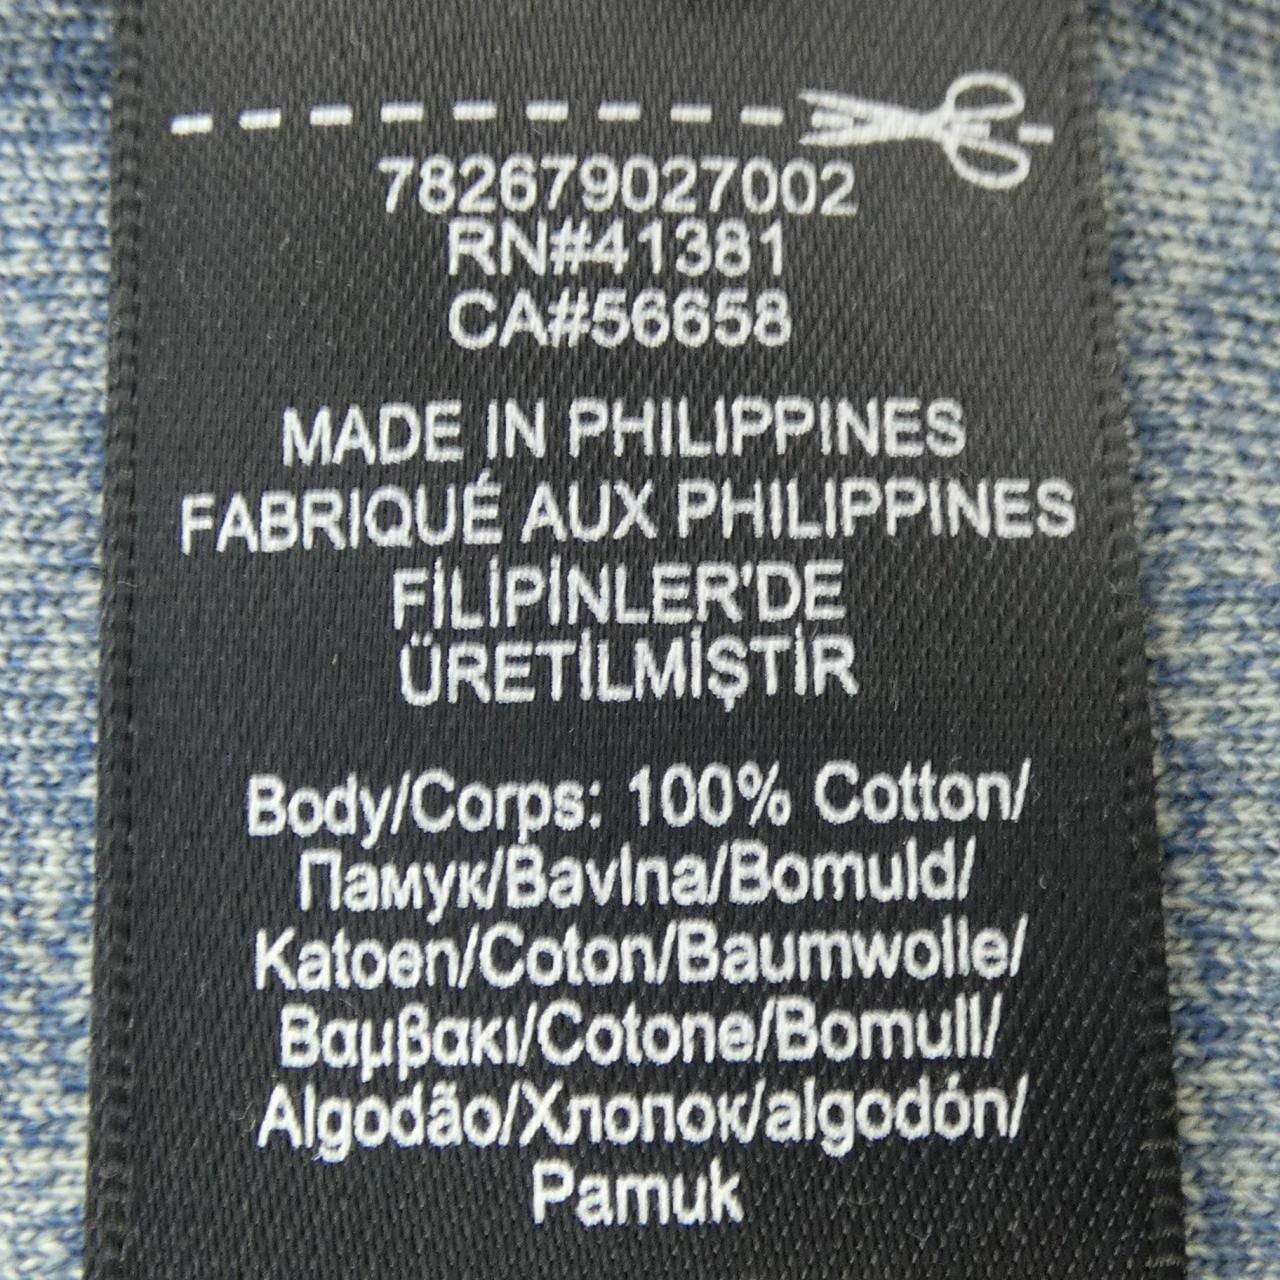 782679027002
RN#41381
CA#56658
MADE IN PHILIPPINES
FABRIQUÉ AUX PHILIPPINES
FİLİPİNLER'DE
ÜRETİLMİŞTİR
Body/Corps: 100% Cotton/
Памук/Bavlna/Bomuld/
Katoen/Coton/Baumwolle/
Βαμβακι/Cotone/Bomull/
Algodão/Хлопок/algodón/
Pamuk